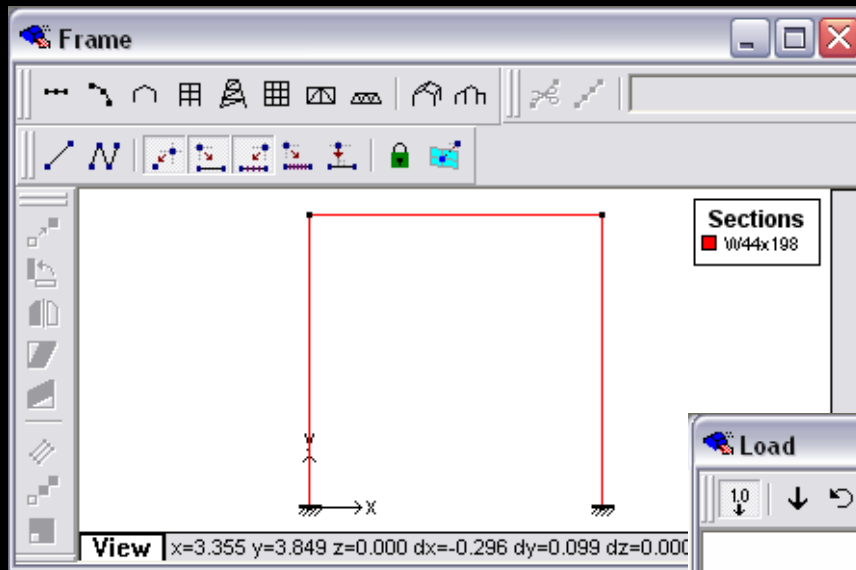 Frame
Sections
W44x198
Y
X
Load
1.0
View x=3.355 y=3.849 z=0.000 dx=-0.296 dy=0.099 dz=0.000